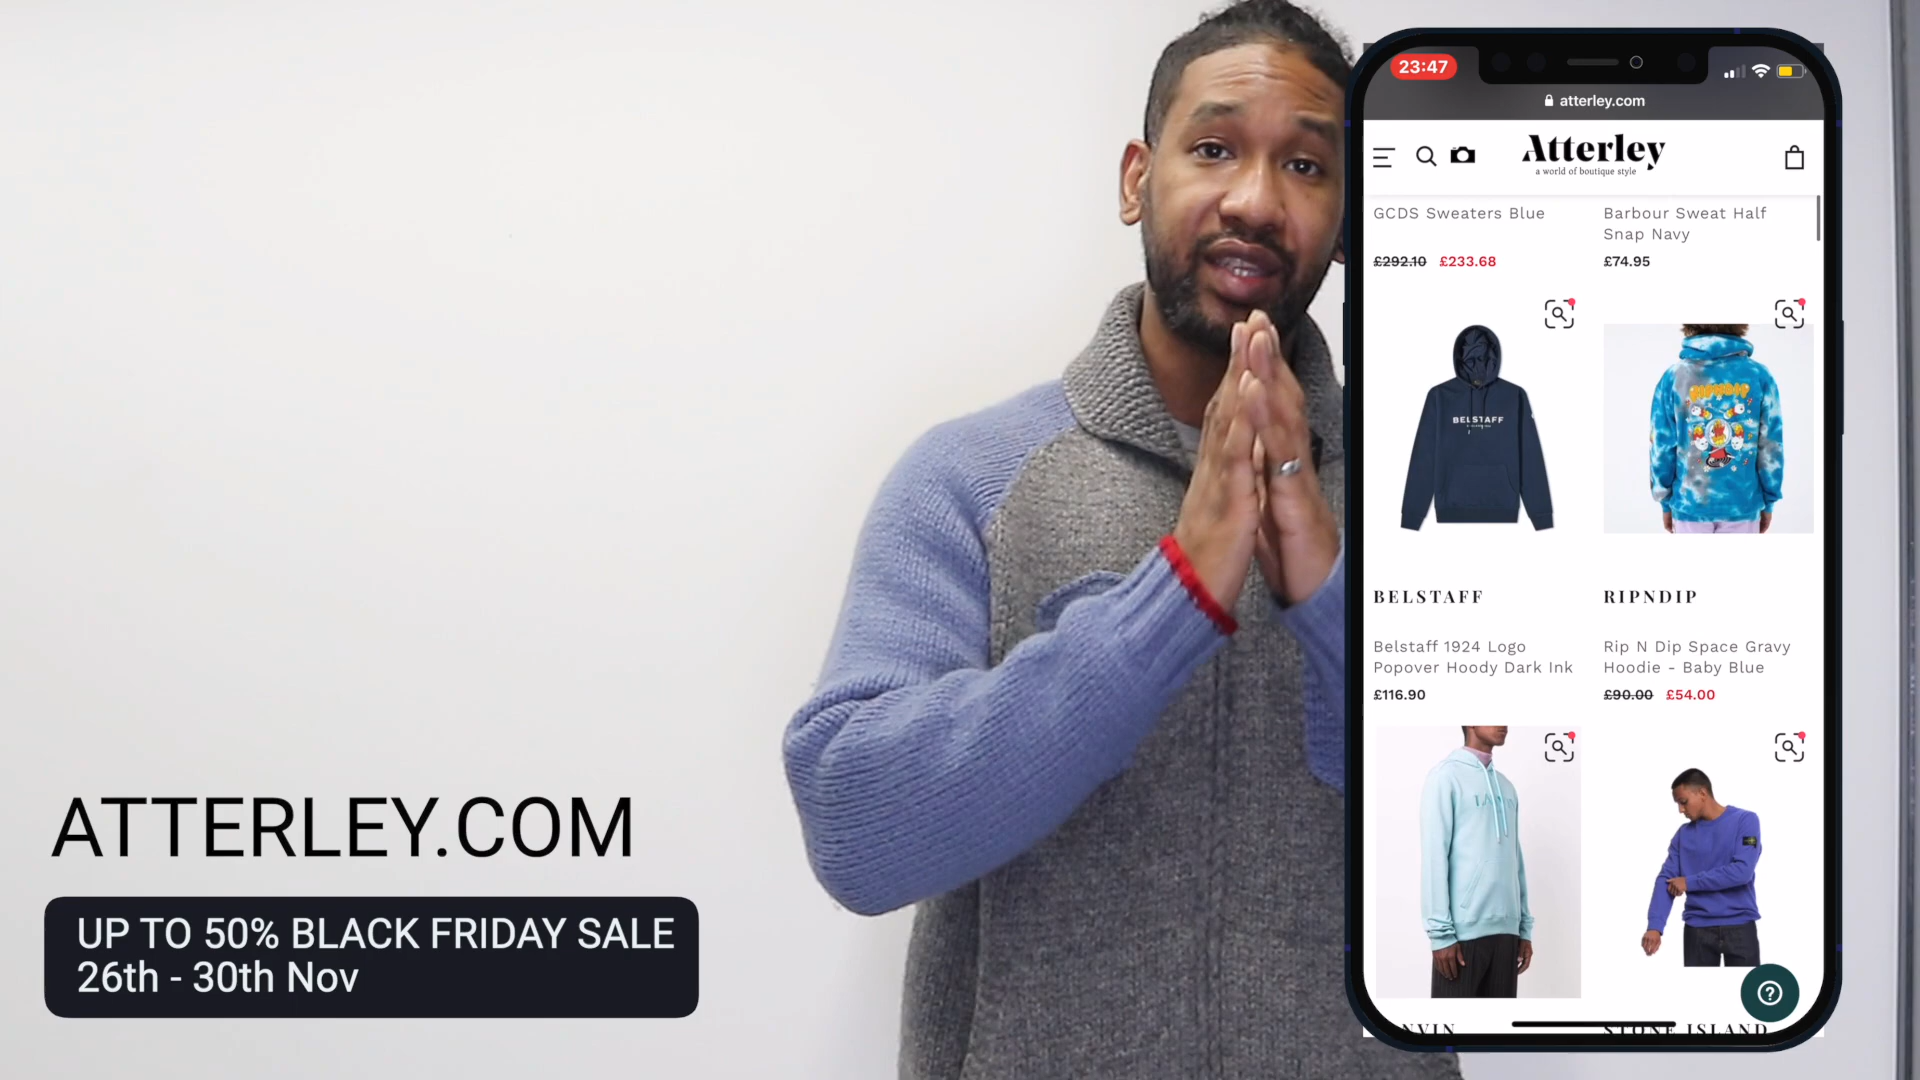 23:47
atterley.com
Atterley
a world of boutique style
GCDS Sweaters Blue
£292.10 £233.68
Barbour Sweat Half
Snap Navy
£74.95
BELSTAFF
BELSTAFF
Belstaff 1924 Logo
Popover Hoody Dark Ink
£116.90
RIPNDIP
RIPNDIP
Rip N Dip Space Gravy
Hoodie - Baby Blue
£90.00 £54.00
STONE ISLAND
ATTERLEY.COM
UP TO 50% BLACK FRIDAY SALE
26th - 30th Nov